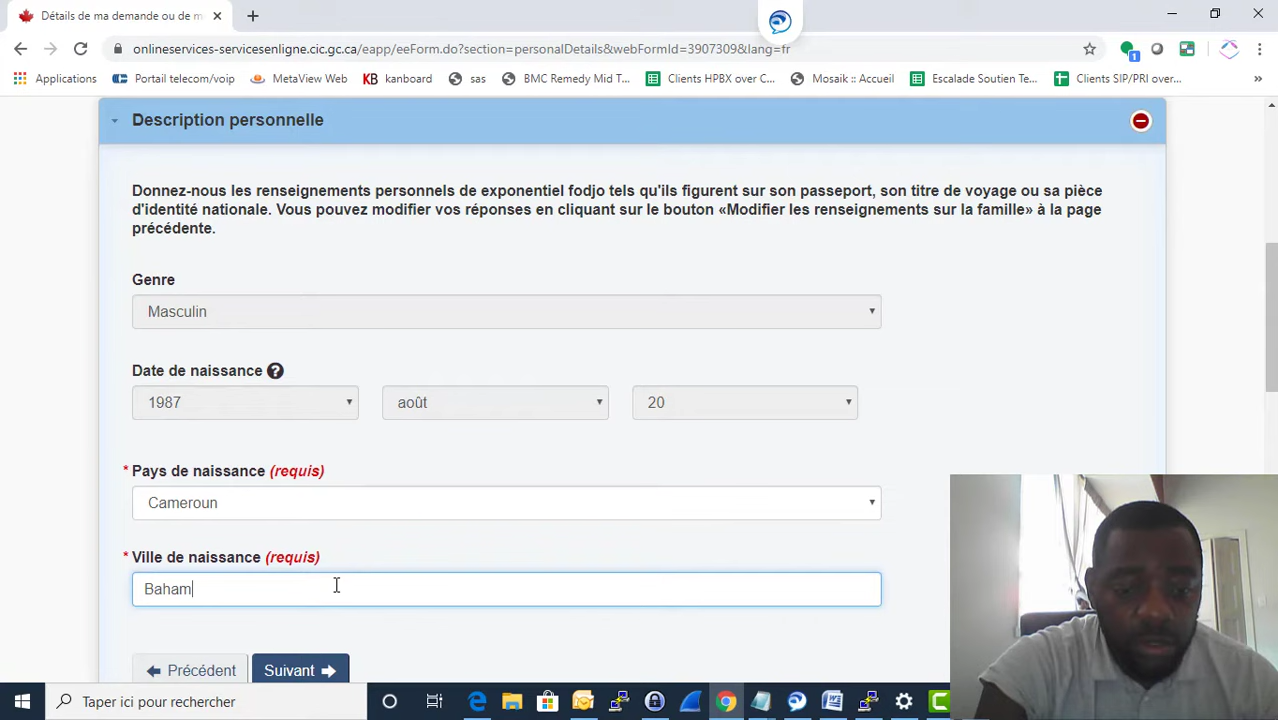 Détails de ma demande ou de m
onlineservices-servicesenligne.cic.gc.ca/eapp/eeForm.do?section=personalDetails&webFormId=3907309&lang=fr
1
Applications Portail telecom/voip MetaView Web KB kanboard sas BMC Remedy Mid T... Clients HPBX over C... Mosaik :: Accueil Escalade Soutien Te... Clients SIP/PRI over... »
Description personnelle
Donnez-nous les renseignements personnels de exponentiel fodjo tels qu'ils figurent sur son passeport, son titre de voyage ou sa pièce
d'identité nationale. Vous pouvez modifier vos réponses en cliquant sur le bouton «Modifier les renseignements sur la famille» à la page
précédente.
Genre
Masculin
Date de naissance ?
1987 août 20
* Pays de naissance (requis)
Cameroun
* Ville de naissance (requis)
Baham
Précédent Suivant
Taper ici pour rechercher